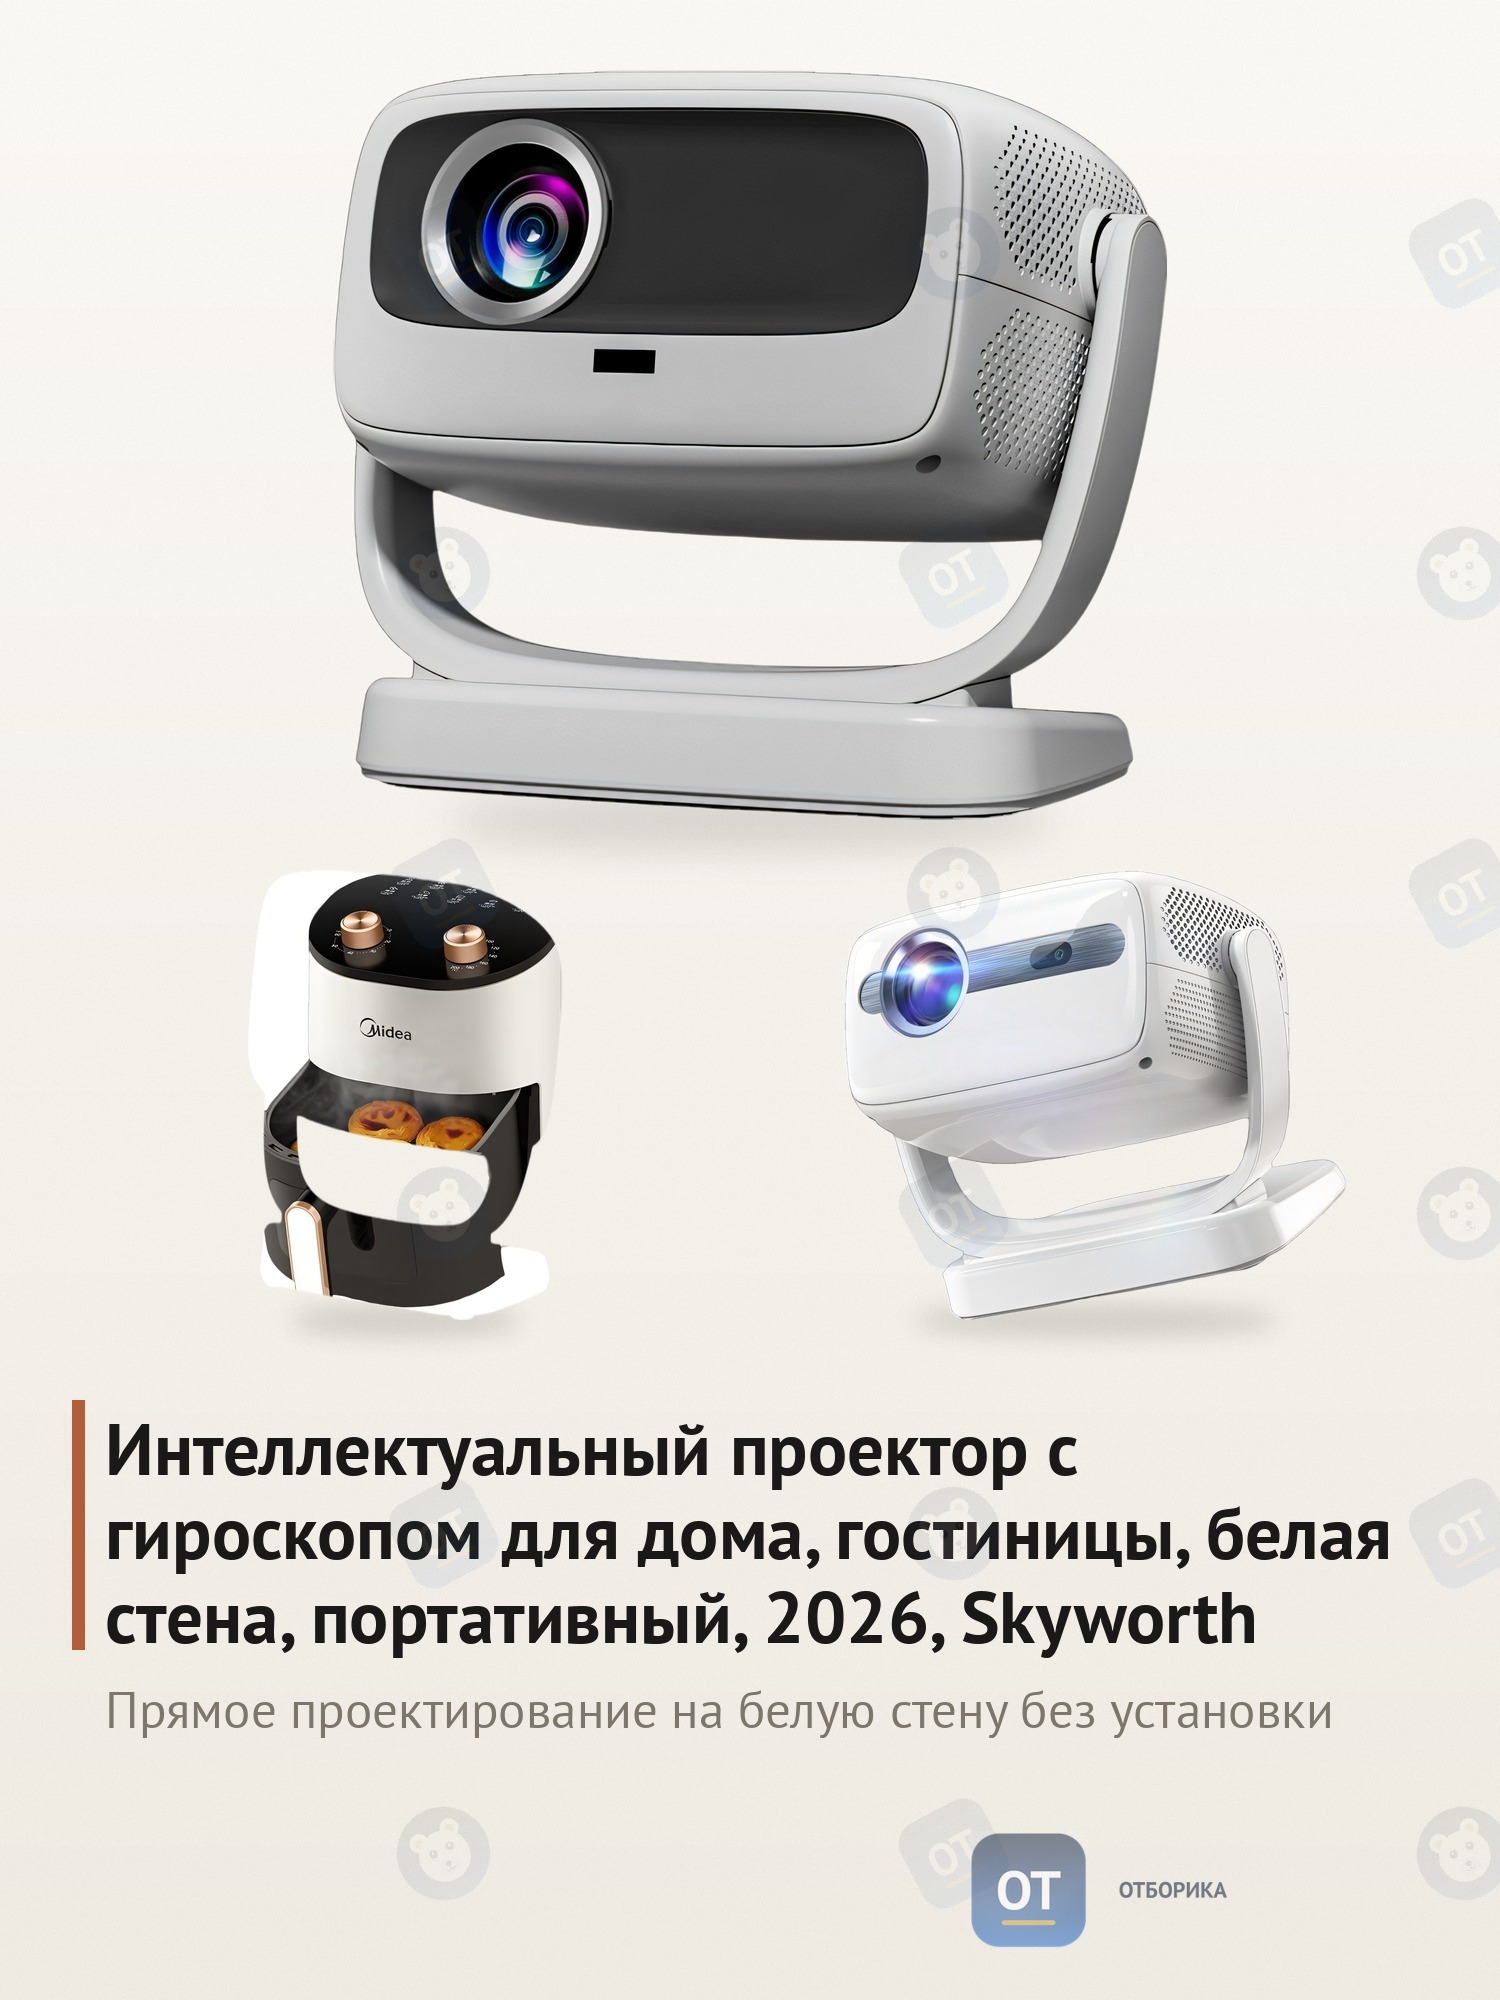 Midea
Интеллектуальный проектор с
гироскопом для дома, гостиницы, белая
стена, портативный, 2026, Skyworth
Прямое проектирование на белую стену без установки
ОТ
ОТБОРИКА